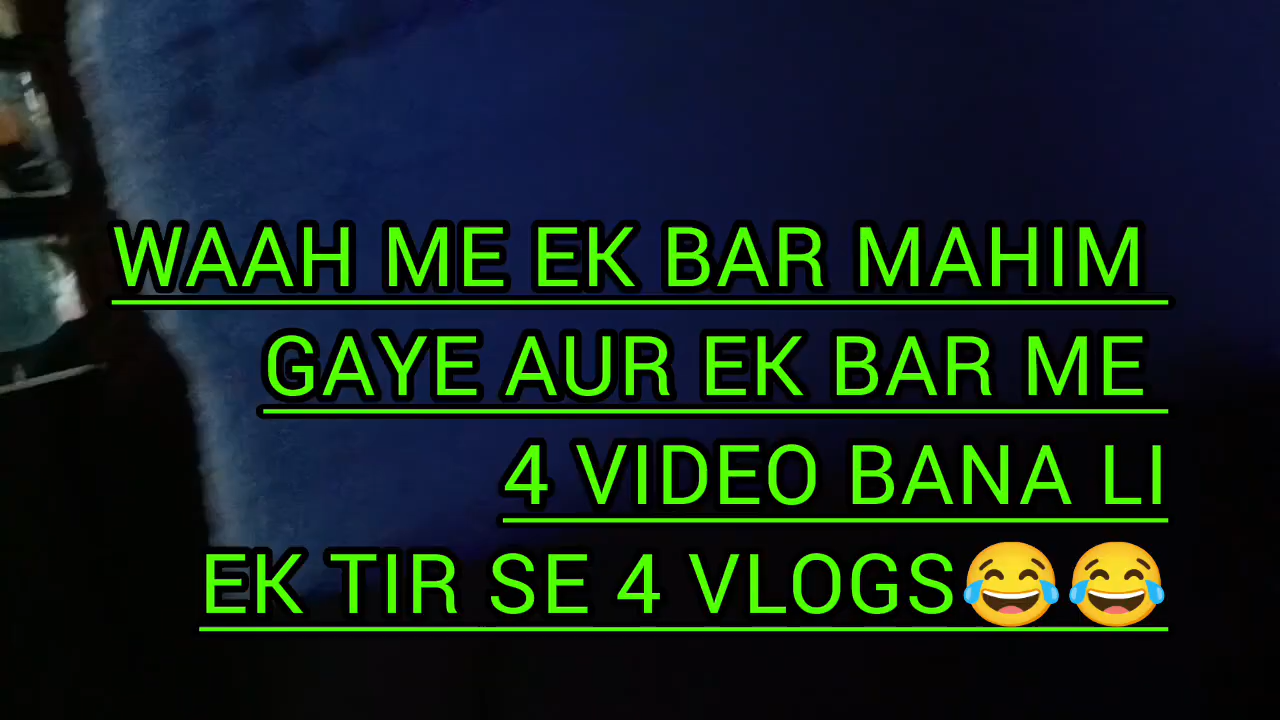 WAAH ME EK BAR MAHIM
GAYE AUR EK BAR ME
4 VIDEO BANA LI
EK TIR SE 4 VLOGS😂😂